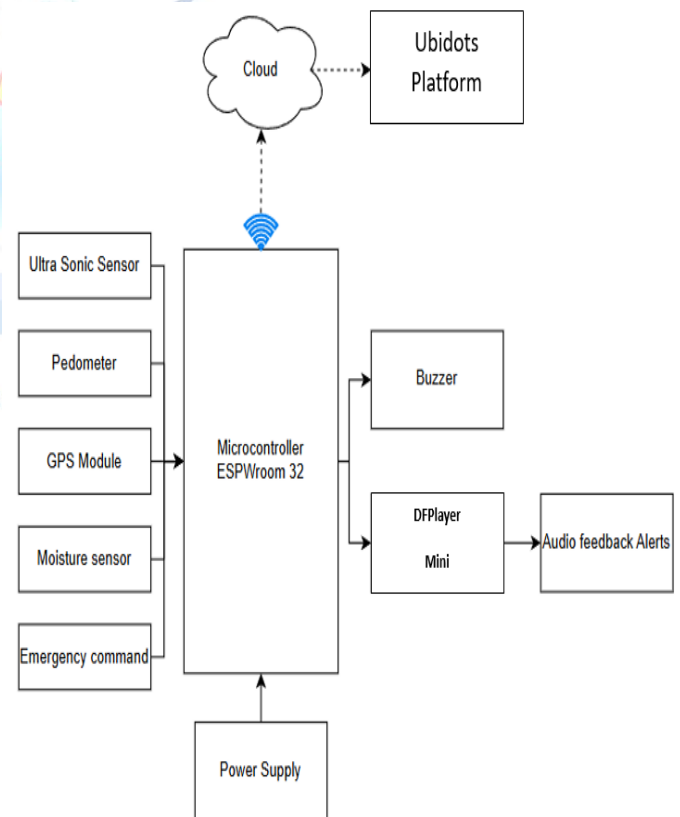 Cloud
Ubidots
Platform
Ultra Sonic Sensor
Pedometer
GPS Module
Moisture sensor
Emergency command
Microcontroller
ESPWroom 32
Buzzer
DFPlayer
Mini
Audio feedback Alerts
Power Supply